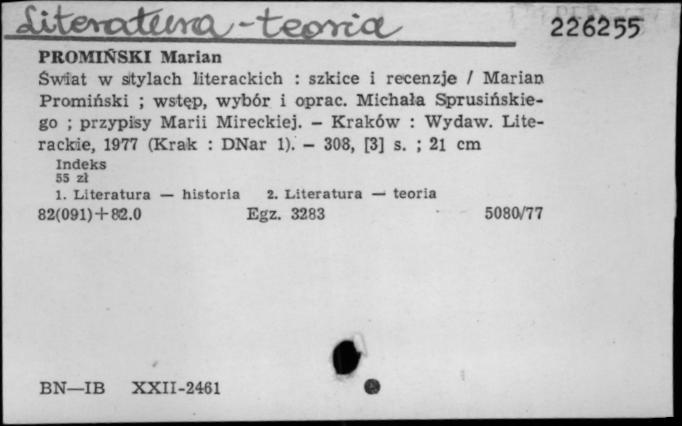 Literatura - teoria
226255
PROMIŃSKI Marian
Świat w stylach literackich : szkice i recenzje / Marian
Promiński ; wstęp, wybór i oprac. Michała Sprusińskie-
go ; przypisy Marii Mireckiej. – Kraków : Wydaw. Lite-
rackie, 1977 (Krak : DNar 1). – 308, [3] s. ; 21 cm
Indeks
55 zł
1. Literatura — historia 2. Literatura — teoria
82(091)+82.0 Egz. 3283 5080/77
BN—IB XXII-2461